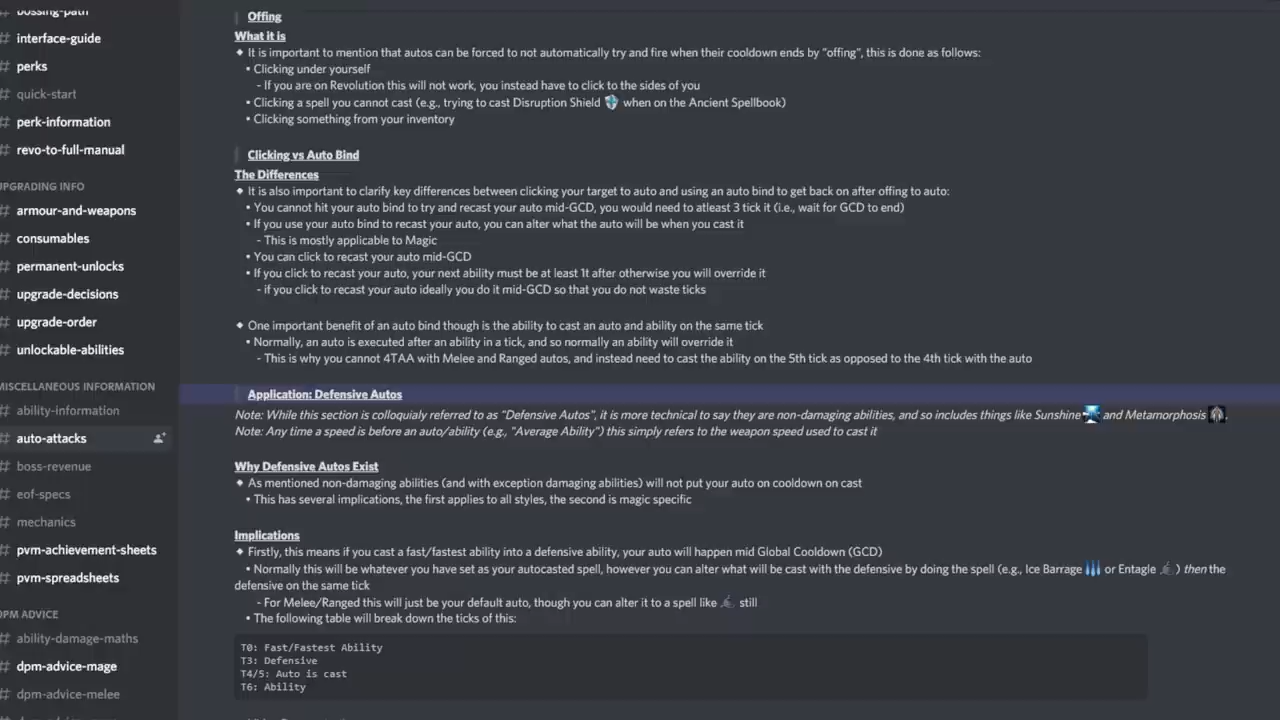 bossing-path
interface-guide
perks
quick-start
perk-information
revo-to-full-manual
UPGRADING INFO
armour-and-weapons
consumables
permanent-unlocks
upgrade-decisions
upgrade-order
unlockable-abilities
MISCELLANEOUS INFORMATION
ability-information
auto-attacks
boss-revenue
eof-specs
mechanics
pvm-achievement-sheets
pvm-spreadsheets
DPM ADVICE
ability-damage-maths
dpm-advice-mage
dpm-advice-melee
Offing
What it is
It is important to mention that autos can be forced to not automatically try and fire when their cooldown ends by "offing", this is done as follows:
• Clicking under yourself
- If you are on Revolution this will not work, you instead have to click to the sides of you
• Clicking a spell you cannot cast (e.g., trying to cast Disruption Shield when on the Ancient Spellbook)
• Clicking something from your inventory
Clicking vs Auto Bind
The Differences
It is also important to clarify key differences between clicking your target to auto and using an auto bind to get back on after offing to auto:
• You cannot hit your auto bind to try and recast your auto mid-GCD, you would need to atleast 3 tick it (i.e., wait for GCD to end)
• If you use your auto bind to recast your auto, you can alter what the auto will be when you cast it
- This is mostly applicable to Magic
• You can click to recast your auto mid-GCD
• If you click to recast your auto, your next ability must be at least 1t after otherwise you will override it
- if you click to recast your auto ideally you do it mid-GCD so that you do not waste ticks
One important benefit of an auto bind though is the ability to cast an auto and ability on the same tick
• Normally, an auto is executed after an ability in a tick, and so normally an ability will override it
- This is why you cannot 4TAA with Melee and Ranged autos, and instead need to cast the ability on the 5th tick as opposed to the 4th tick with the auto
Application: Defensive Autos
Note: While this section is colloquialy referred to as "Defensive Autos", it is more technical to say they are non-damaging abilities, and so includes things like Sunshine and Metamorphosis .
Note: Any time a speed is before an auto/ability (e.g., "Average Ability") this simply refers to the weapon speed used to cast it
Why Defensive Autos Exist
As mentioned non-damaging abilities (and with exception damaging abilities) will not put your auto on cooldown on cast
• This has several implications, the first applies to all styles, the second is magic specific
Implications
Firstly, this means if you cast a fast/fastest ability into a defensive ability, your auto will happen mid Global Cooldown (GCD)
• Normally this will be whatever you have set as your autocasted spell, however you can alter what will be cast with the defensive by doing the spell (e.g., Ice Barrage or Entagle ) then the
defensive on the same tick
- For Melee/Ranged this will just be your default auto, though you can alter it to a spell like still
• The following table will break down the ticks of this:
T0: Fast/Fastest Ability
T3: Defensive
T4/5: Auto is cast
T6: Ability